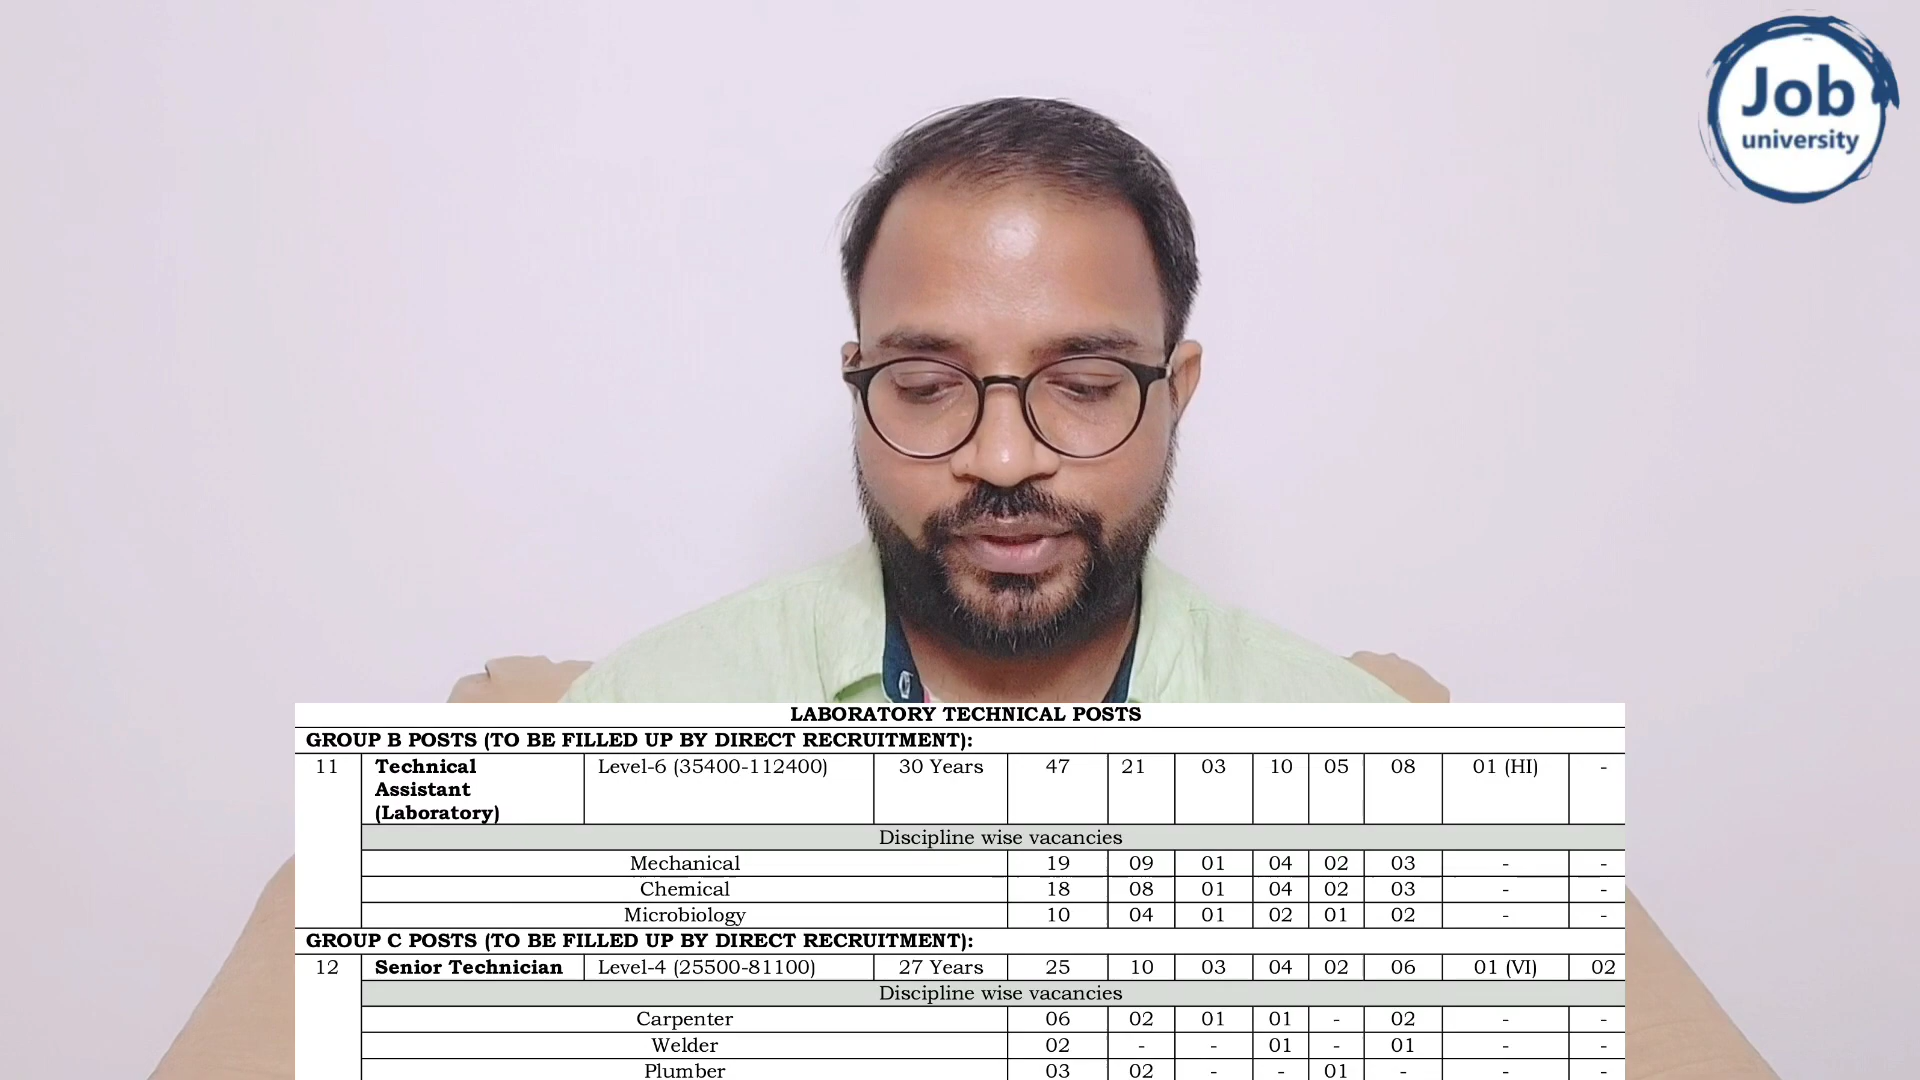 Job
university
LABORATORY TECHNICAL POSTS
GROUP B POSTS (TO BE FILLED UP BY DIRECT RECRUITMENT):
11 Technical Assistant (Laboratory) Level-6 (35400-112400) 30 Years 47 21 03 10 05 08 01 (HI) -
Discipline wise vacancies
Mechanical 19 09 01 04 02 03 - -
Chemical 18 08 01 04 02 03 - -
Microbiology 10 04 01 02 01 02 - -
GROUP C POSTS (TO BE FILLED UP BY DIRECT RECRUITMENT):
12 Senior Technician Level-4 (25500-81100) 27 Years 25 10 03 04 02 06 01 (VI) 02
Discipline wise vacancies
Carpenter 06 02 01 01 - 02 - -
Welder 02 - - 01 - 01 - -
Plumber 03 02 - - 01 - - -